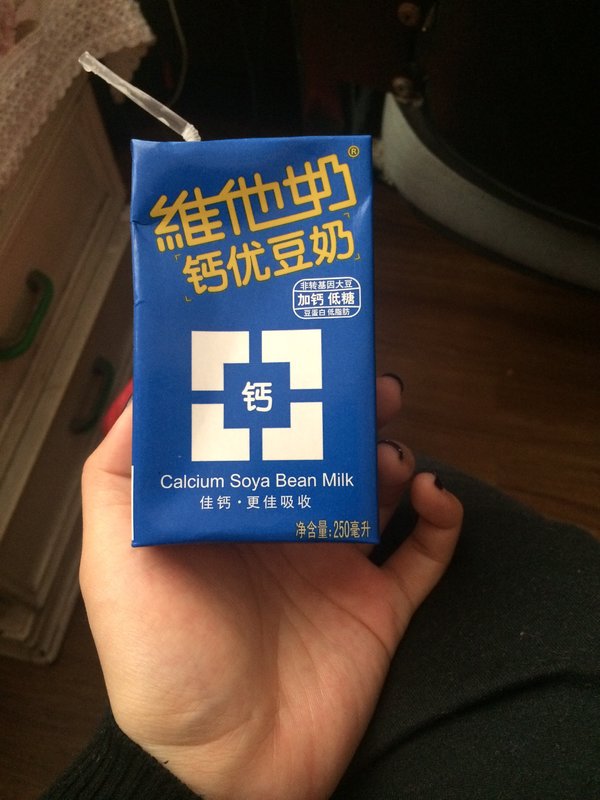 維他奶®
钙优豆奶
非转基因大豆
加钙 低糖
豆蛋白 低脂肪
钙
Calcium Soya Bean Milk
佳钙·更佳吸收
净含量:250毫升